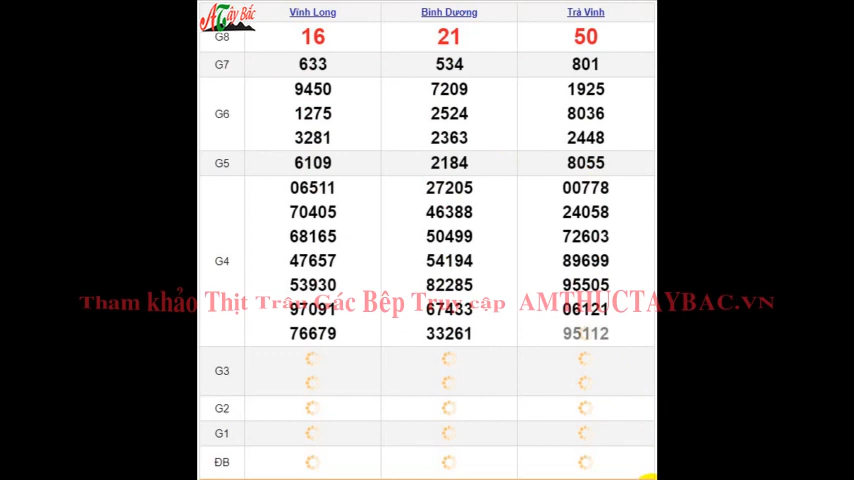 ATây Bắc
Vĩnh Long Bình Dương Trà Vinh
G8 16 21 50
G7 633 534 801
9450 7209 1925
G6 1275 2524 8036
3281 2363 2448
G5 6109 2184 8055
06511 27205 00778
70405 46388 24058
68165 50499 72603
G4 47657 54194 89699
53930 82285 95505
Tham khảo Thịt Trâu Gác Bếp Truy cập AMTHUCTAYBAC.VN
97091 67433 06121
76679 33261 95112
G3
G2
G1
ĐB